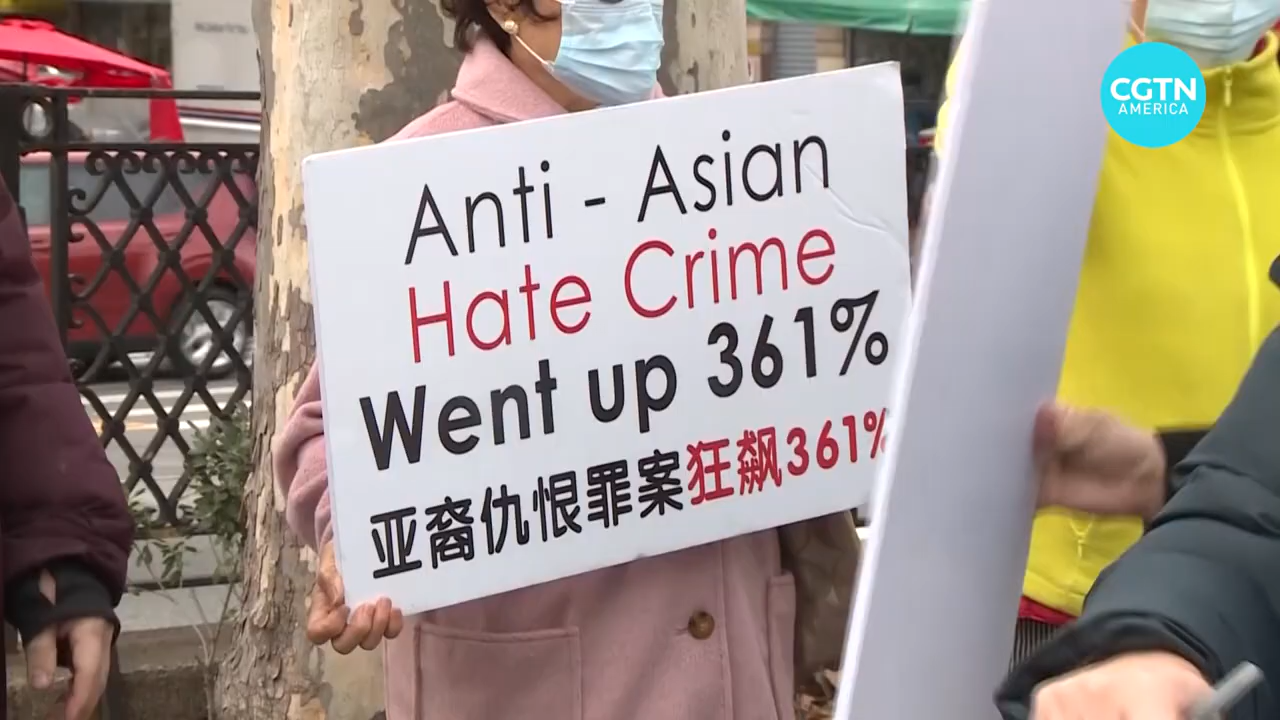 CGTN
AMERICA
Anti - Asian
Hate Crime
Went up 361%
亚裔仇恨罪案狂飙361%